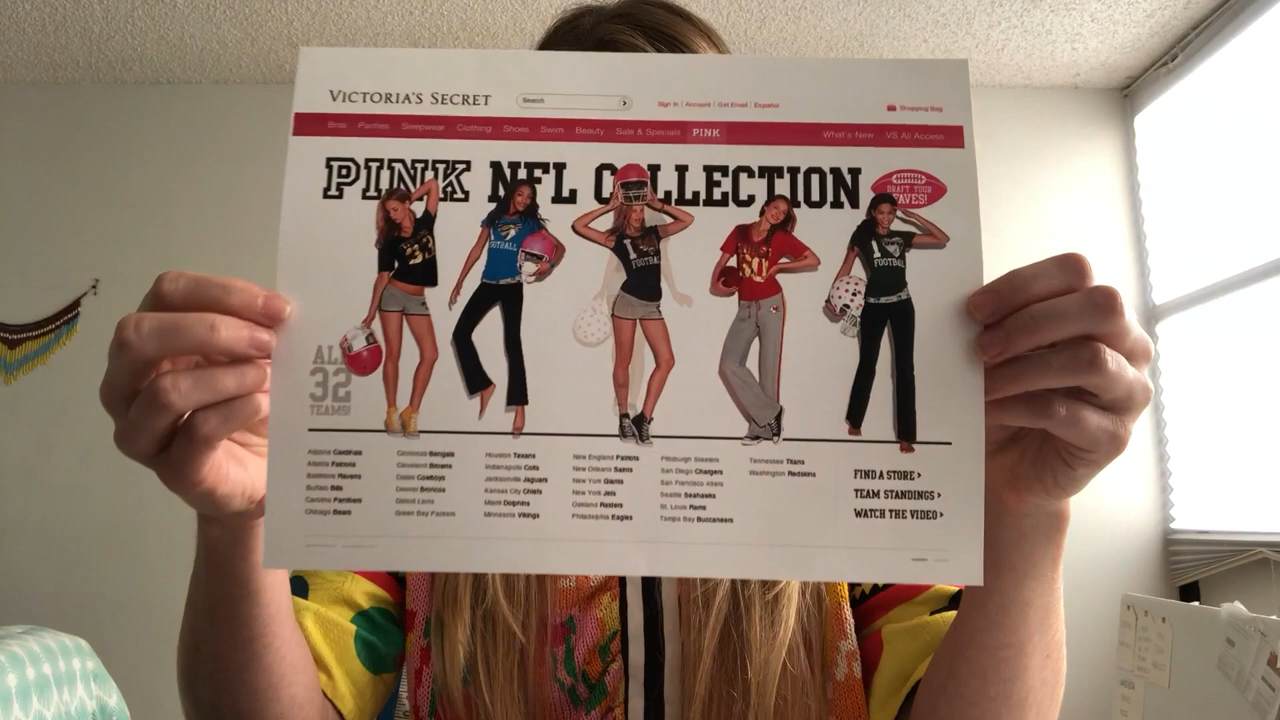 VICTORIA'S SECRET
Search
Sign In | Account | Get Email | Español
Shopping Bag
Bras Panties Sleepwear Clothing Shoes Swim Beauty Sale & Specials PINK What's New VS All Access
PINK NFL COLLECTION
DRAFT YOUR
FAVES!
I
FOOTBALL
I
FOOTBALL
I
FOOTBALL
ALL
32
TEAMS!
Arizona Cardinals
Atlanta Falcons
Baltimore Ravens
Buffalo Bills
Carolina Panthers
Chicago Bears
Cincinnati Bengals
Cleveland Browns
Dallas Cowboys
Denver Broncos
Detroit Lions
Green Bay Packers
Houston Texans
Indianapolis Colts
Jacksonville Jaguars
Kansas City Chiefs
Miami Dolphins
Minnesota Vikings
New England Patriots
New Orleans Saints
New York Giants
New York Jets
Oakland Raiders
Philadelphia Eagles
Pittsburgh Steelers
San Diego Chargers
San Francisco 49ers
Seattle Seahawks
St. Louis Rams
Tampa Bay Buccaneers
Tennessee Titans
Washington Redskins
FIND A STORE >
TEAM STANDINGS >
WATCH THE VIDEO >